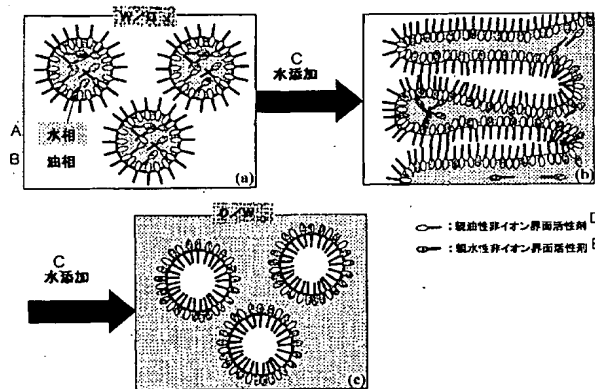 W/O
C
水添加
A 水相
B 油相
(a)
(b)
D
:親油性非イオン界面活性剤
E
:親水性非イオン界面活性剤
C
水添加
O/W
(c)